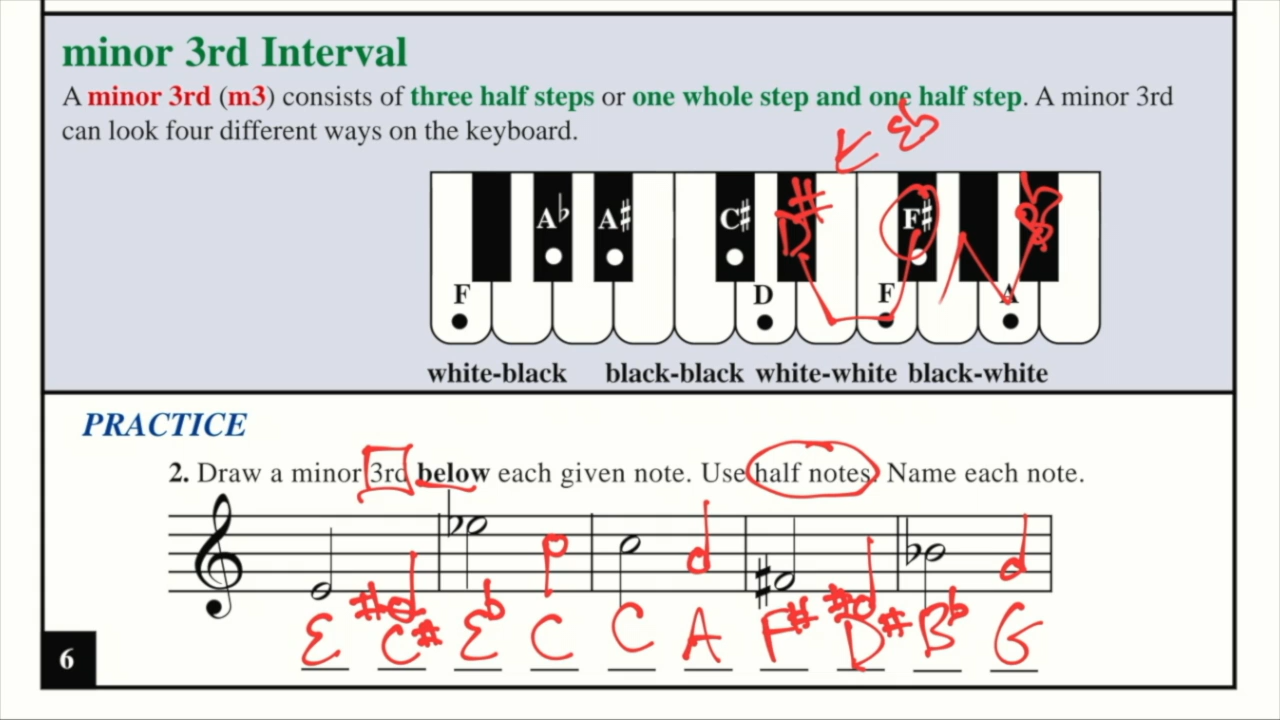 minor 3rd Interval
A minor 3rd (m3) consists of three half steps or one whole step and one half step. A minor 3rd
can look four different ways on the keyboard.
E♭
D# B♭
A♭ A♯ C♯ F♯
F D F A
white-black black-black white-white black-white
PRACTICE
2. Draw a minor 3rd below each given note. Use half notes. Name each note.
E C# E♭ C C A F# D# B♭ G
6